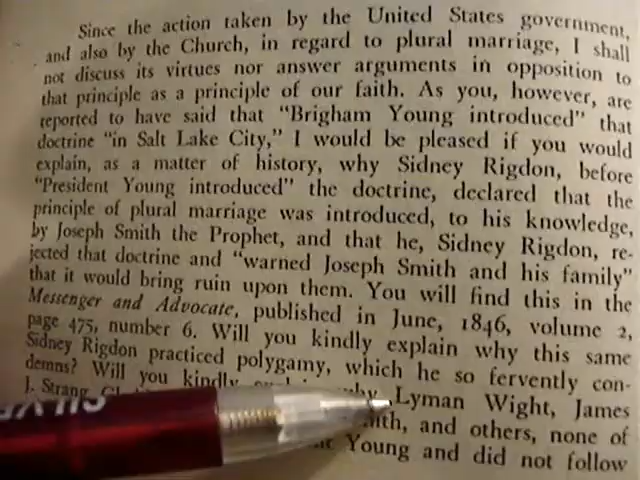 Since the action taken by the United States government,
and also by the Church, in regard to plural marriage, I shall
not discuss its virtues nor answer arguments in opposition to
that principle as a principle of our faith. As you, however, are
reported to have said that "Brigham Young introduced" that
doctrine "in Salt Lake City," I would be pleased if you would
explain, as a matter of history, why Sidney Rigdon, before
"President Young introduced" the doctrine, declared that the
principle of plural marriage was introduced, to his knowledge,
by Joseph Smith the Prophet, and that he, Sidney Rigdon, re-
jected that doctrine and "warned Joseph Smith and his family"
that it would bring ruin upon them. You will find this in the
Messenger and Advocate, published in June, 1846, volume 2,
page 475, number 6. Will you kindly explain why this same
Sidney Rigdon practiced polygamy, which he so fervently con-
demns? Will you kindly why Lyman Wight, James
J. Strang, and others, none of
Young and did not follow